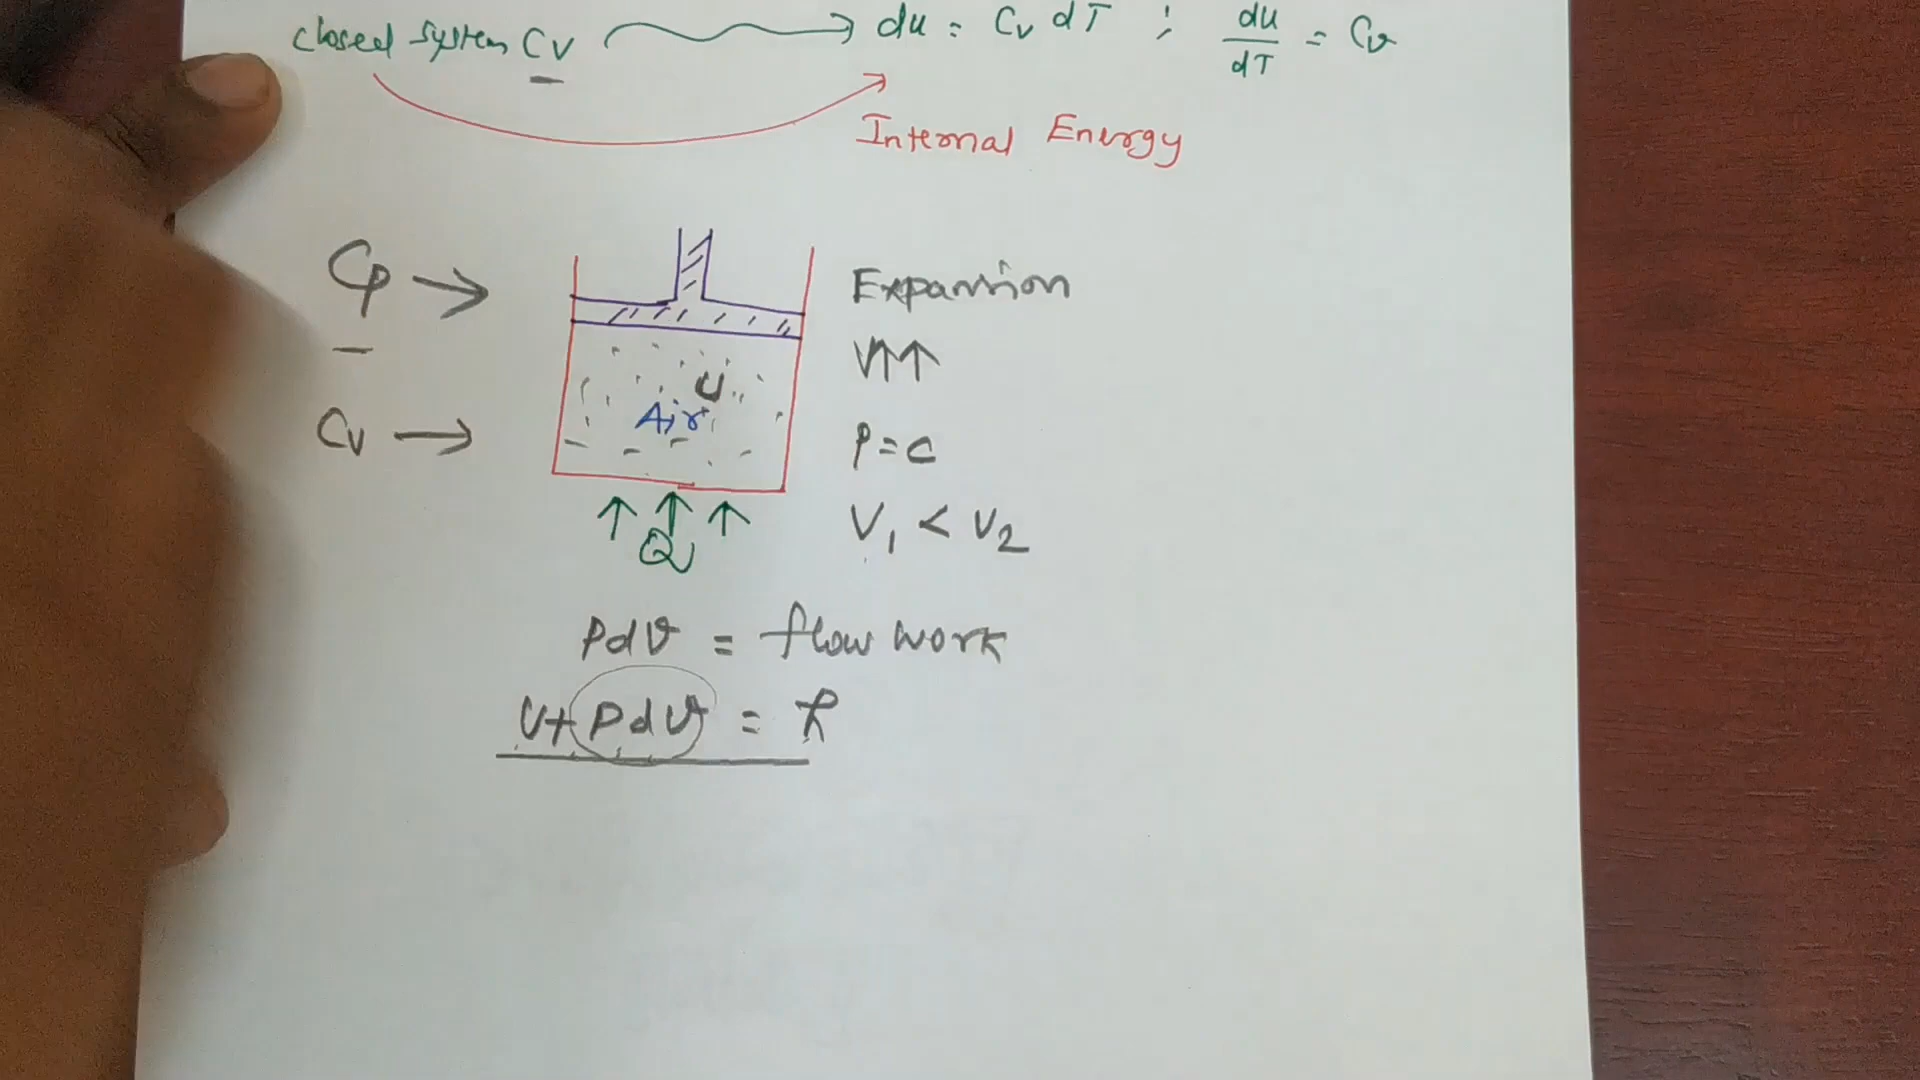 closed system Cv → du = Cv dT ; du/dT = Cv
Internal Energy
Cp →
Expansion
V↑↑
U
Air
Cv →
P=C
V1 < V2
Q
Pdv = flow work
U+Pdv = h